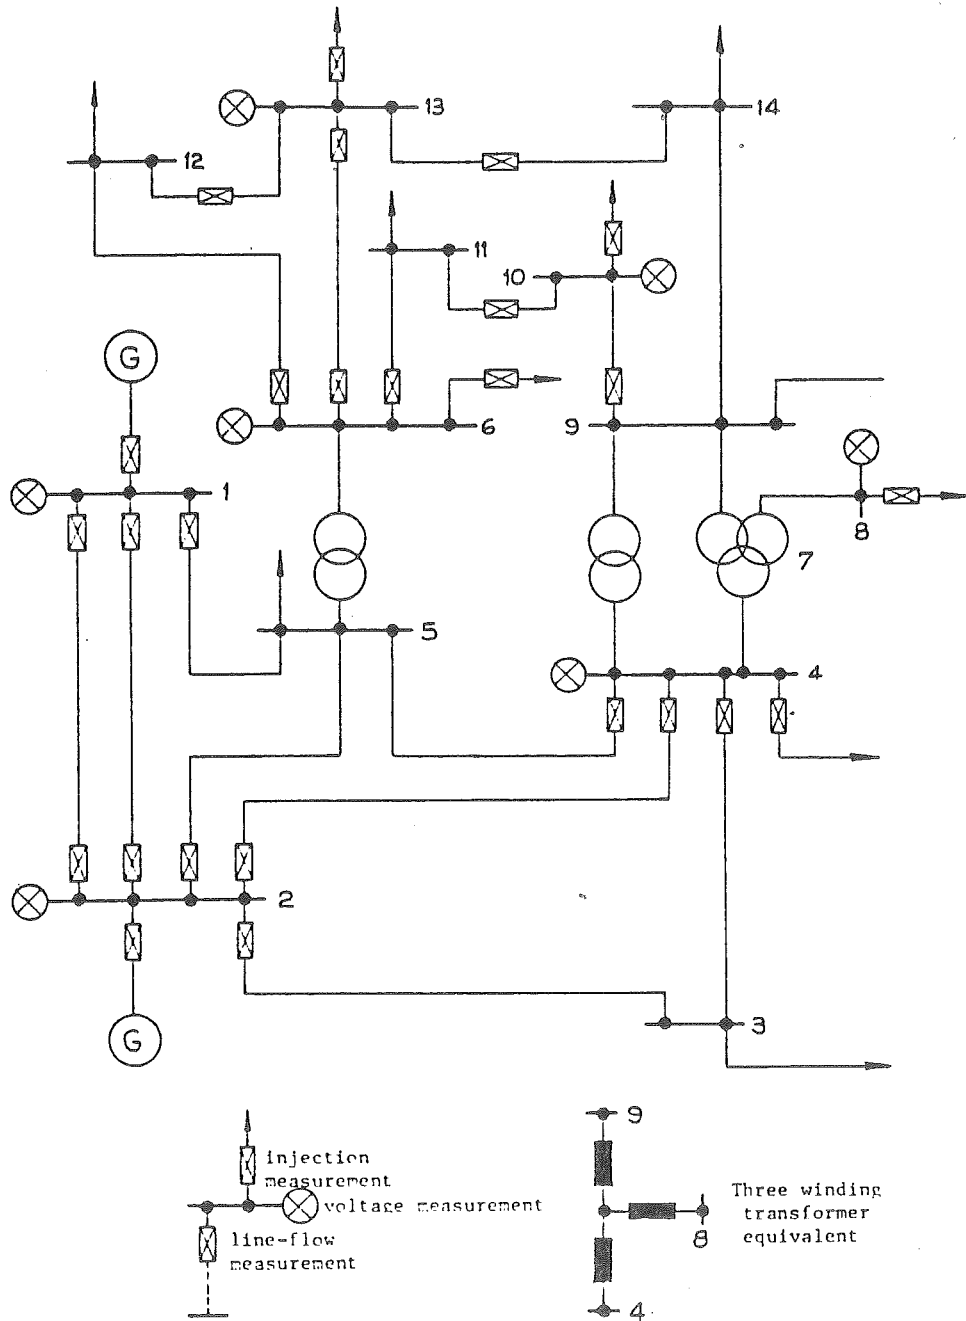 13
14
12
11
10
G
6
9
1
8
7
5
4
2
G
3
9
injection
measurement
voltage measurement
line-flow
measurement
Three winding
transformer
equivalent
8
4